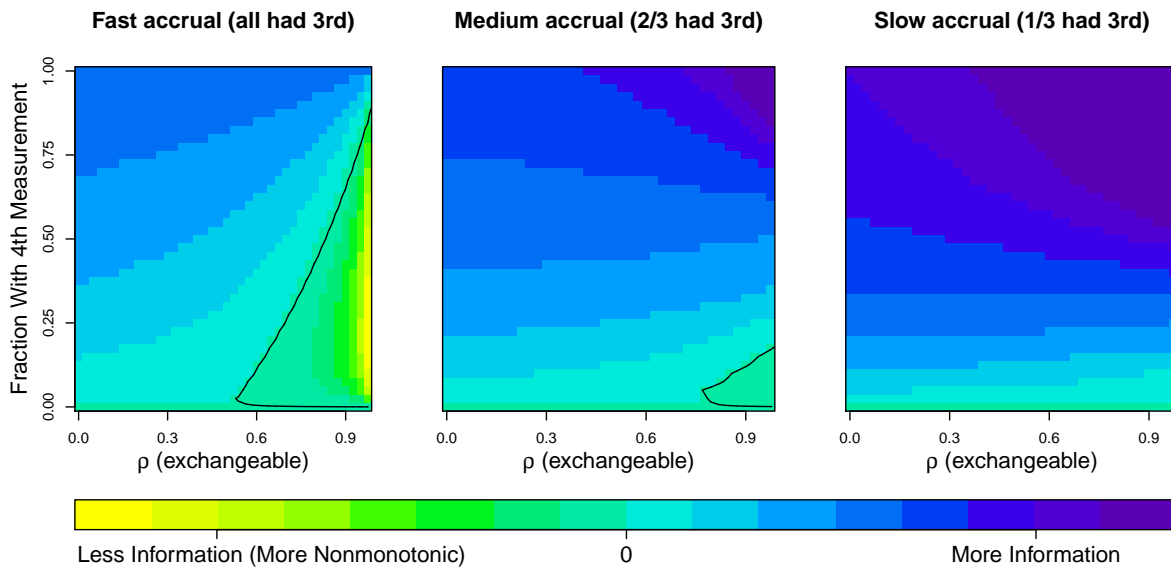 Fast accrual (all had 3rd)
Medium accrual (2/3 had 3rd)
Slow accrual (1/3 had 3rd)
Fraction With 4th Measurement
1.00
0.75
0.50
0.25
0.00
0.0 0.3 0.6 0.9
0.0 0.3 0.6 0.9
0.0 0.3 0.6 0.9
ρ (exchangeable)
ρ (exchangeable)
ρ (exchangeable)
Less Information (More Nonmonotonic) 0 More Information